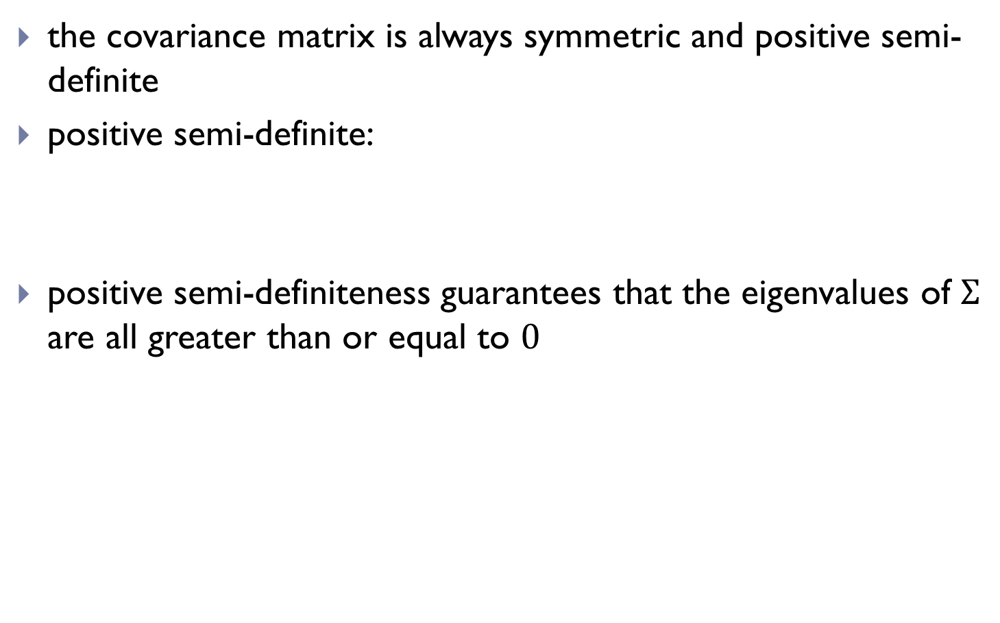 the covariance matrix is always symmetric and positive semi-
definite
positive semi-definite:
positive semi-definiteness guarantees that the eigenvalues of Σ
are all greater than or equal to 0